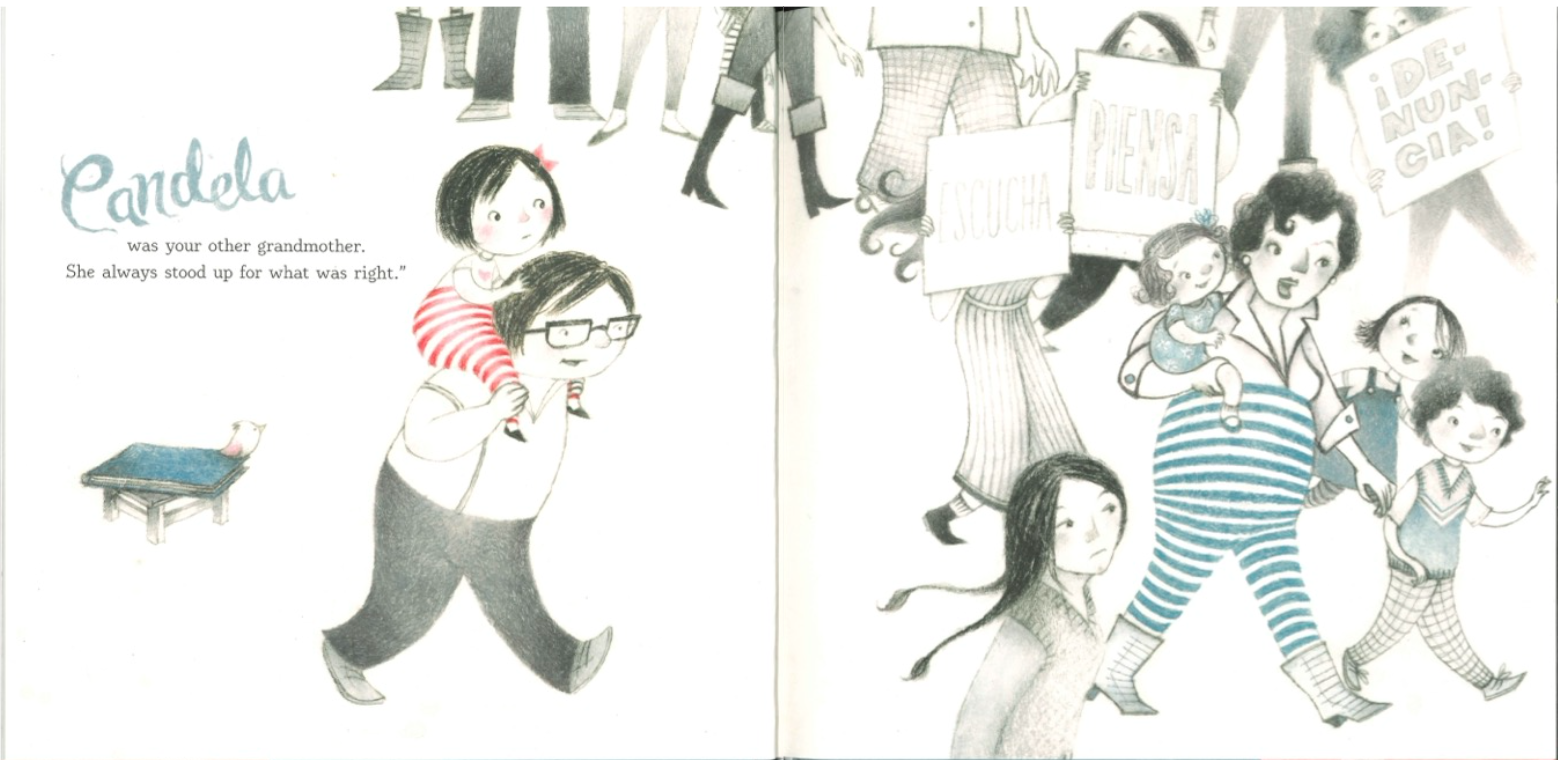 Candela
was your other grandmother.
She always stood up for what was right.”
ESCUCHA
PIENSA
¡DE-
NUN-
CIA!